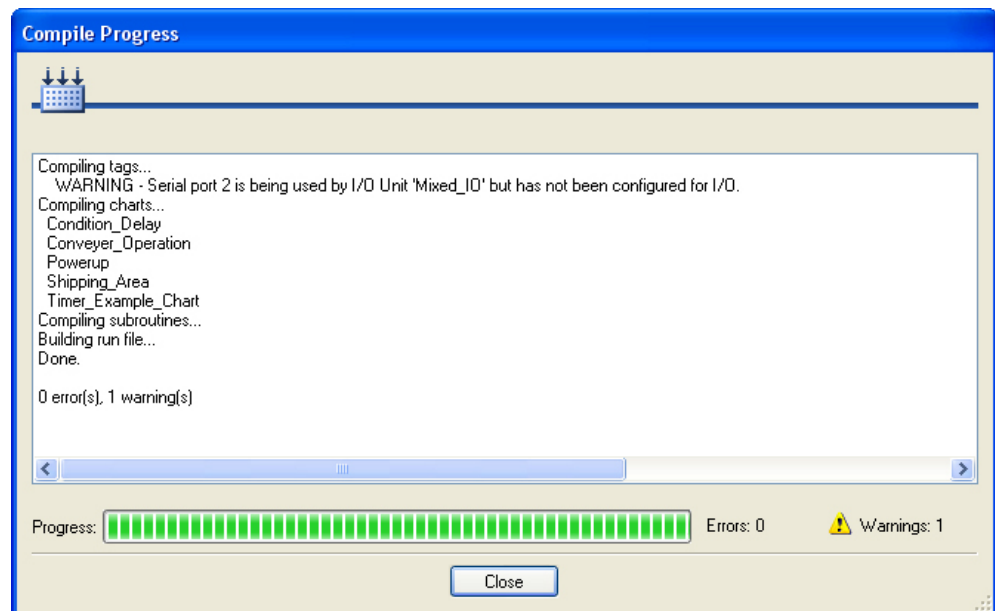 Compile Progress
Compiling tags...
WARNING - Serial port 2 is being used by I/O Unit 'Mixed_IO' but has not been configured for I/O.
Compiling charts...
Condition_Delay
Conveyer_Operation
Powerup
Shipping_Area
Timer_Example_Chart
Compiling subroutines...
Building run file...
Done.
0 error(s), 1 warning(s)
Progress: Errors: 0 Warnings: 1
Close